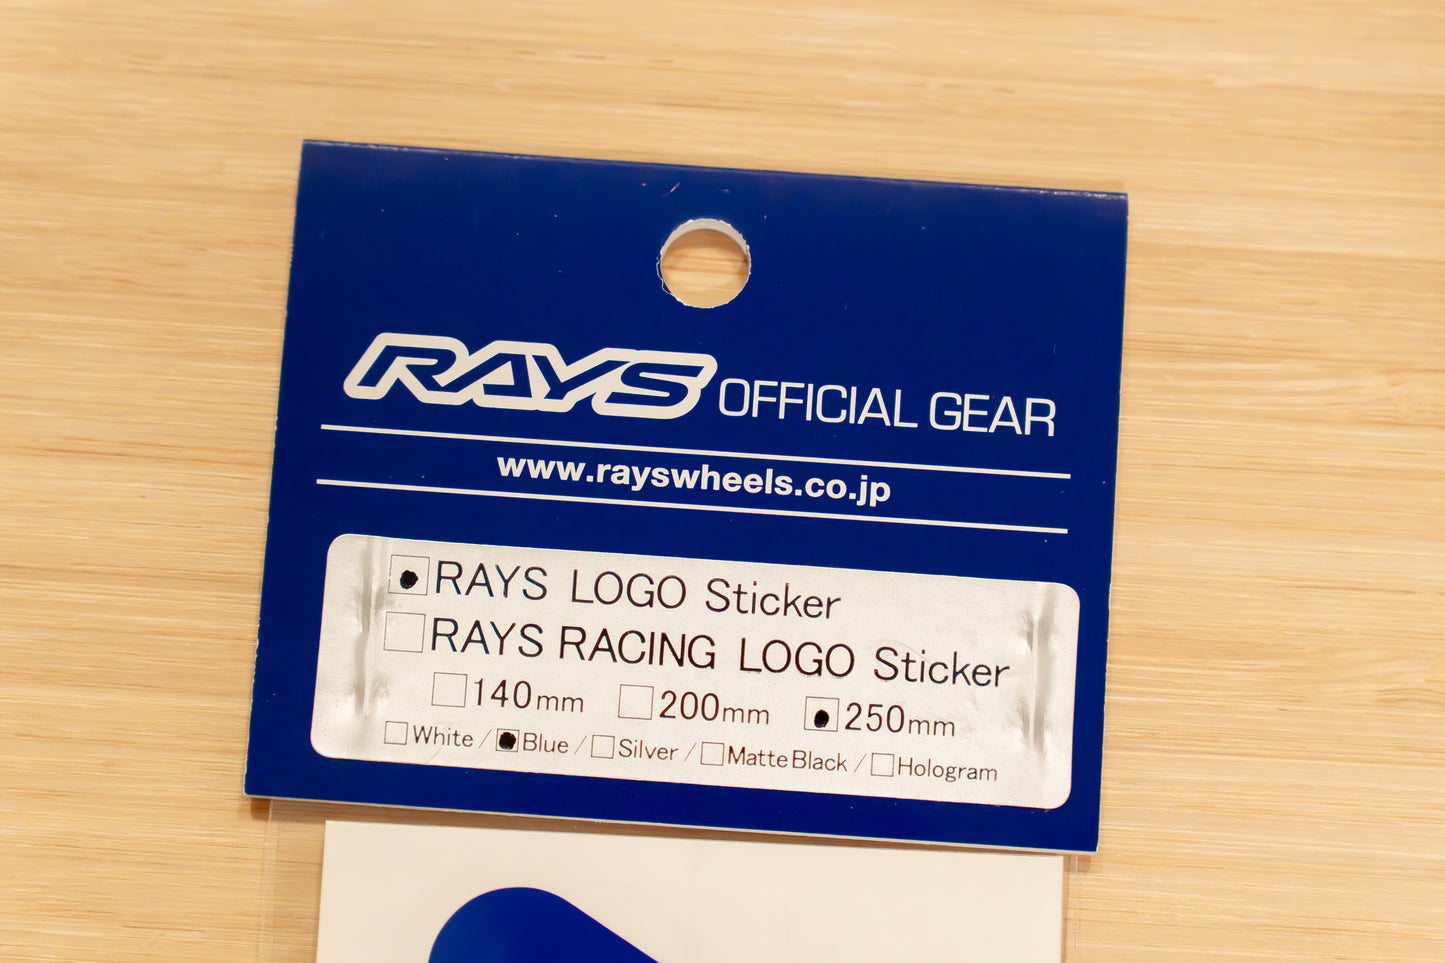 RAYS OFFICIAL GEAR
www.rayswheels.co.jp
RAYS LOGO Sticker
RAYS RACING LOGO Sticker
140mm 200mm 250mm
White / Blue / Silver / Matte Black / Hologram